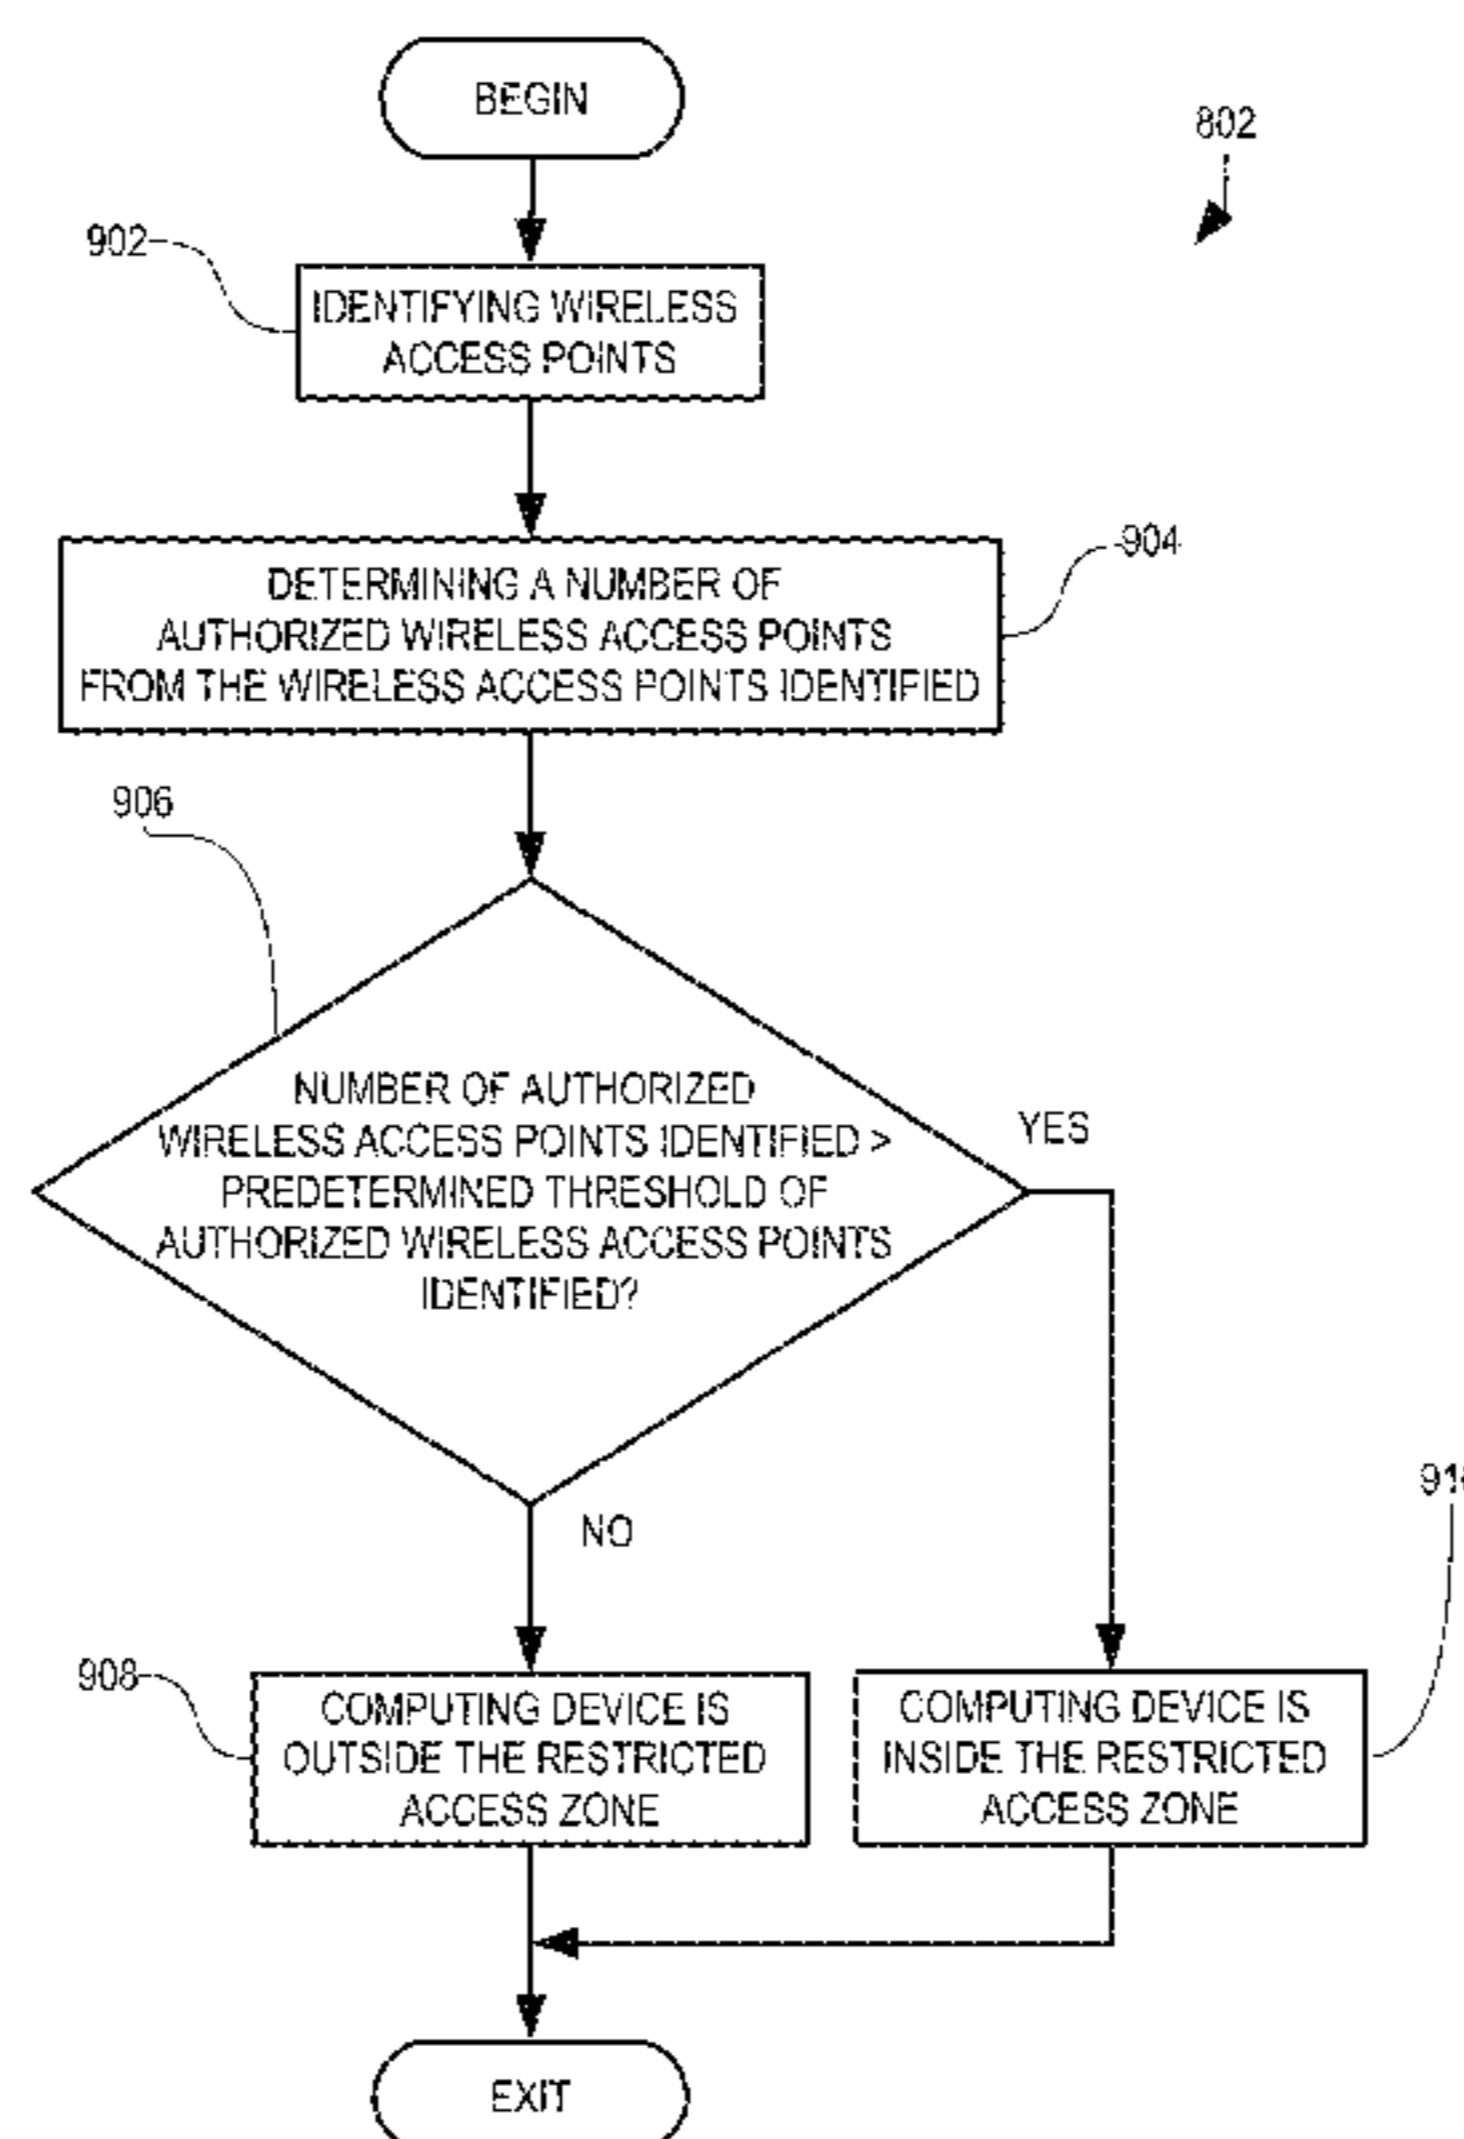 BEGIN
802
902
IDENTIFYING WIRELESS
ACCESS POINTS
904
DETERMINING A NUMBER OF
AUTHORIZED WIRELESS ACCESS POINTS
FROM THE WIRELESS ACCESS POINTS IDENTIFIED
906
NUMBER OF AUTHORIZED
WIRELESS ACCESS POINTS IDENTIFIED >
PREDETERMINED THRESHOLD OF
AUTHORIZED WIRELESS ACCESS POINTS
IDENTIFIED?
YES
NO
908
COMPUTING DEVICE IS
OUTSIDE THE RESTRICTED
ACCESS ZONE
COMPUTING DEVICE IS
INSIDE THE RESTRICTED
ACCESS ZONE
EXIT